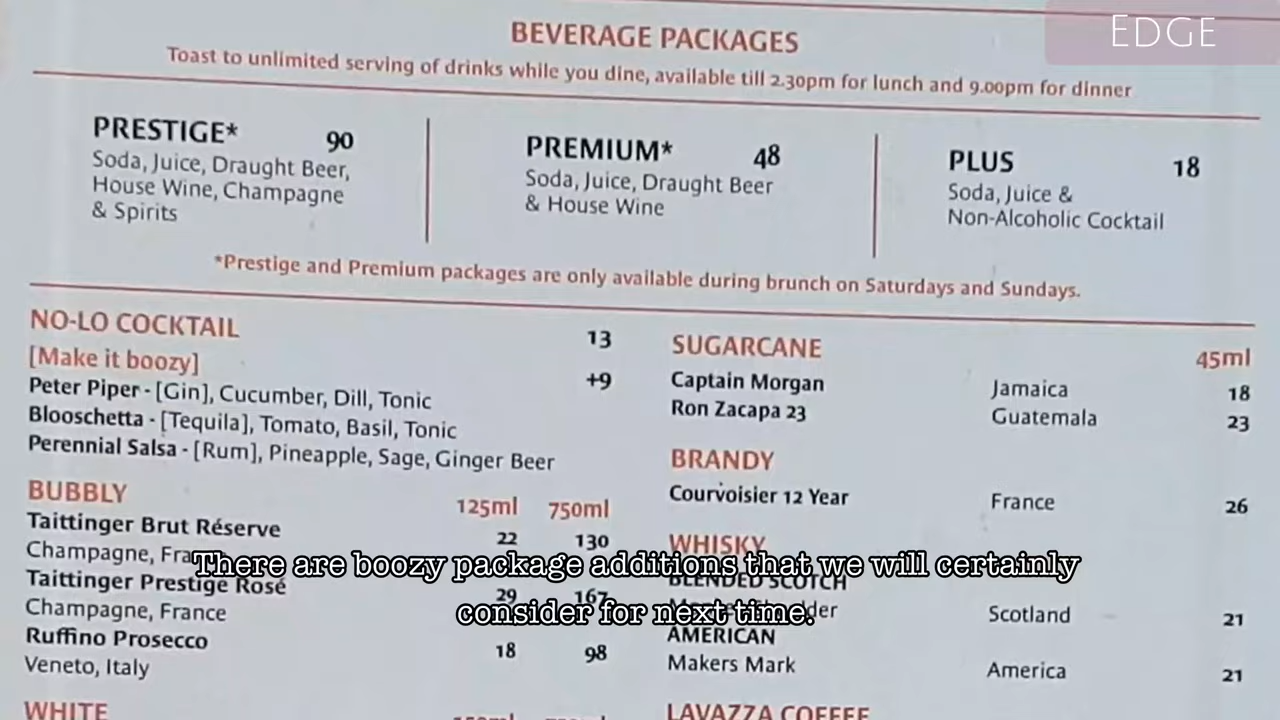 EDGE
BEVERAGE PACKAGES
Toast to unlimited serving of drinks while you dine, available till 2.30pm for lunch and 9.00pm for dinner
PRESTIGE* 90
Soda, Juice, Draught Beer,
House Wine, Champagne
& Spirits
PREMIUM* 48
Soda, Juice, Draught Beer
& House Wine
PLUS 18
Soda, Juice &
Non-Alcoholic Cocktail
*Prestige and Premium packages are only available during brunch on Saturdays and Sundays.
NO-LO COCKTAIL 13
[Make it boozy] +9
Peter Piper - [Gin], Cucumber, Dill, Tonic
Blooschetta - [Tequila], Tomato, Basil, Tonic
Perennial Salsa - [Rum], Pineapple, Sage, Ginger Beer
BUBBLY 125ml 750ml
Taittinger Brut Réserve 22 130
Champagne,
Taittinger Prestige Rosé 29 167
Champagne, France
Ruffino Prosecco 18 98
Veneto, Italy
WHITE
SUGARCANE 45ml
Captain Morgan Jamaica 18
Ron Zacapa 23 Guatemala 23
BRANDY
Courvoisier 12 Year France 26
WHISKY
BLENDED SCOTCH
Scotland 21
AMERICAN
Makers Mark America 21
LAVAZZA COFFEE
There are boozy package additions that we will certainly
consider for next time.